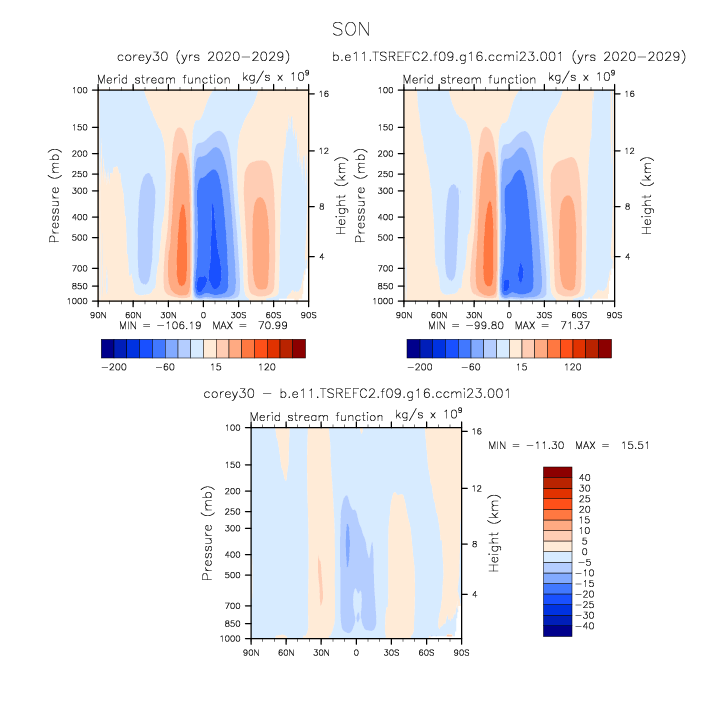 SON
corey30 (yrs 2020-2029)
b.e11.TSREFC2.f09.g16.ccmi23.001 (yrs 2020-2029)
Merid stream function kg/s x 10⁹
Merid stream function kg/s x 10⁹
Pressure (mb)
100
150
200
250
300
400
500
700
850
1000
16
12
8
4
Height (km)
90N 60N 30N 0 30S 60S 90S
MIN = -106.19 MAX = 70.99
-200 -60 0 15 120
Pressure (mb)
100
150
200
250
300
400
500
700
850
1000
16
12
8
4
Height (km)
90N 60N 30N 0 30S 60S 90S
MIN = -99.80 MAX = 71.37
-200 -60 0 15 120
corey30 - b.e11.TSREFC2.f09.g16.ccmi23.001
Merid stream function kg/s x 10⁹
Pressure (mb)
100
150
200
250
300
400
500
700
850
1000
16
12
8
4
Height (km)
90N 60N 30N 0 30S 60S 90S
MIN = -11.30 MAX = 15.51
40
30
25
20
15
10
5
0
-5
-10
-15
-20
-25
-30
-40